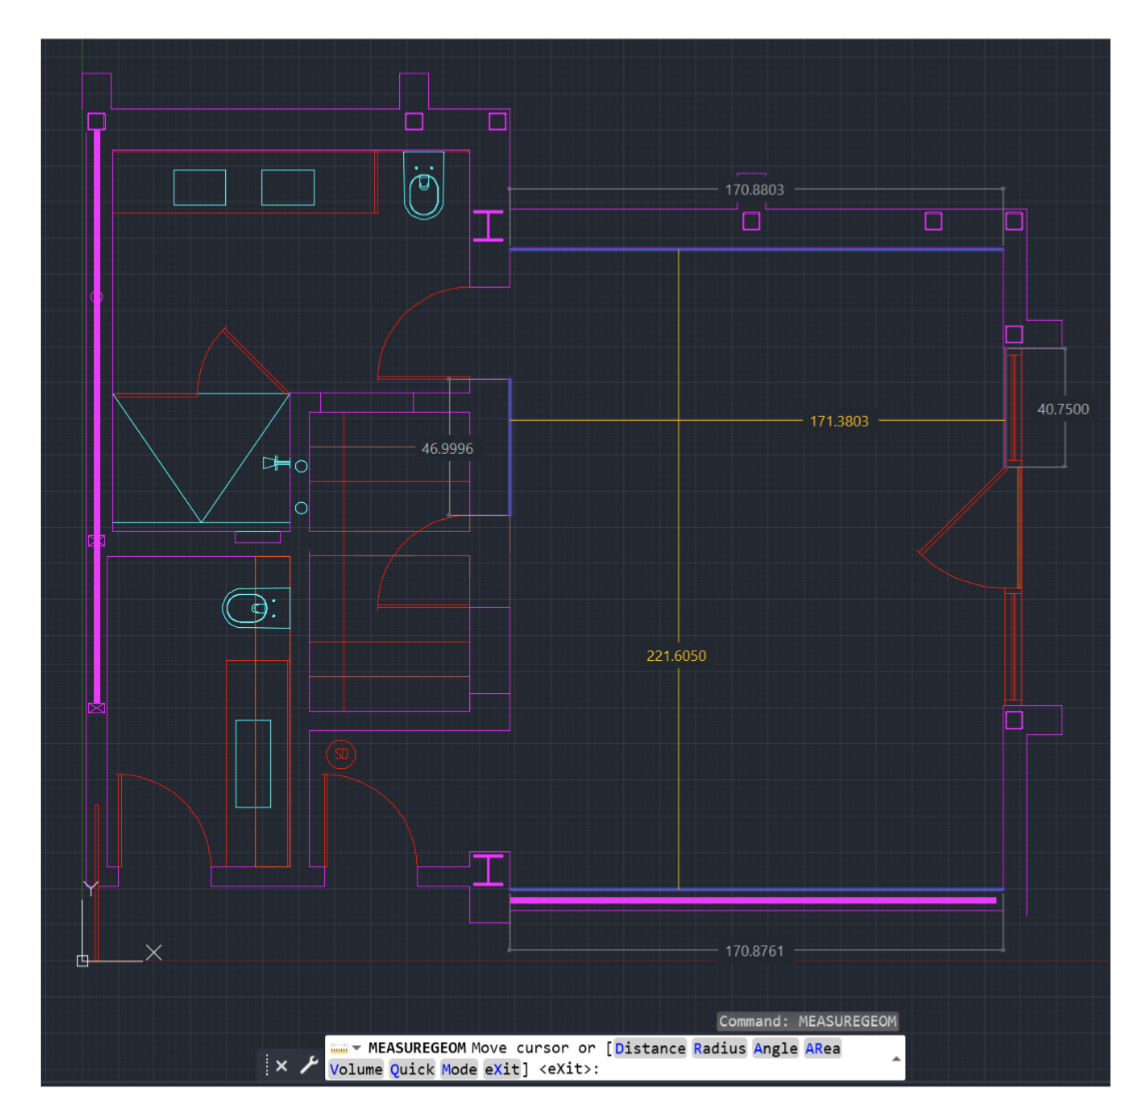 170.8803
40.7500
171.3803
46.9996
221.6050
SD
Y
X
170.8761
Command: MEASUREGEOM
MEASUREGEOM Move cursor or [Distance Radius Angle ARea
Volume Quick Mode eXit] <eXit>: